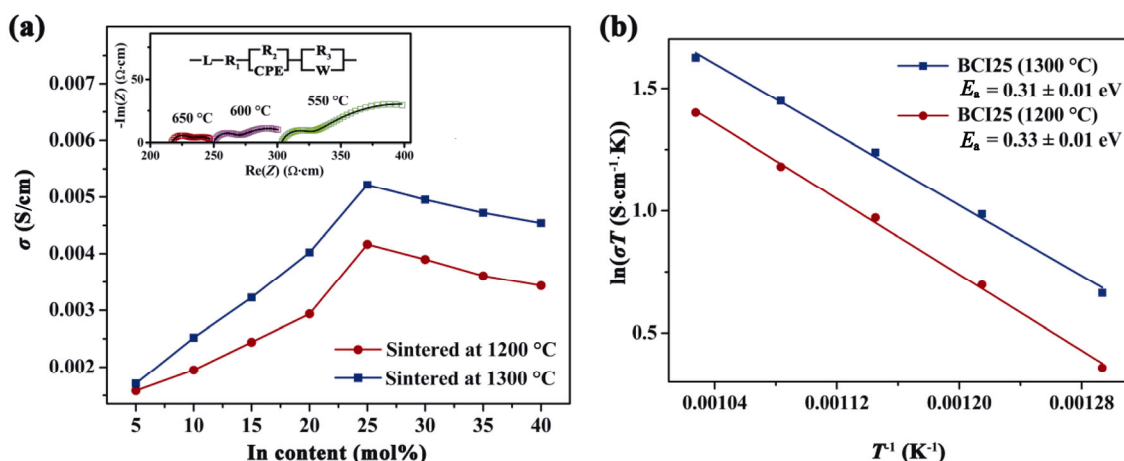 (a)
0.007
0.006
0.005
0.004
0.003
0.002
σ (S/cm)
5 10 15 20 25 30 35 40
In content (mol%)
Sintered at 1200 °C
Sintered at 1300 °C
75
50
0
-Im(Z) (Ω·cm)
L R₁ R₂ CPE R₃ W
650 °C 600 °C 550 °C
200 250 300 350 400
Re(Z) (Ω·cm)
(b)
1.5
1.0
0.5
ln(σT (S·cm⁻¹·K))
BCI25 (1300 °C)
Eₐ = 0.31 ± 0.01 eV
BCI25 (1200 °C)
Eₐ = 0.33 ± 0.01 eV
0.00104 0.00112 0.00120 0.00128
T⁻¹ (K⁻¹)